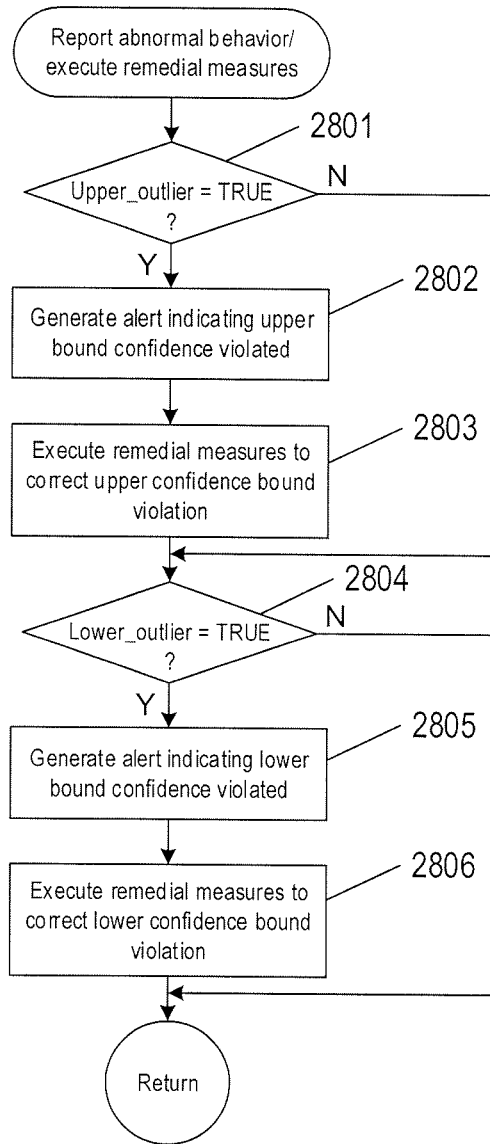 Report abnormal behavior/
execute remedial measures
2801
Upper_outlier = TRUE
?
N
Y
2802
Generate alert indicating upper
bound confidence violated
2803
Execute remedial measures to
correct upper confidence bound
violation
2804
Lower_outlier = TRUE
?
N
Y
2805
Generate alert indicating lower
bound confidence violated
2806
Execute remedial measures to
correct lower confidence bound
violation
Return